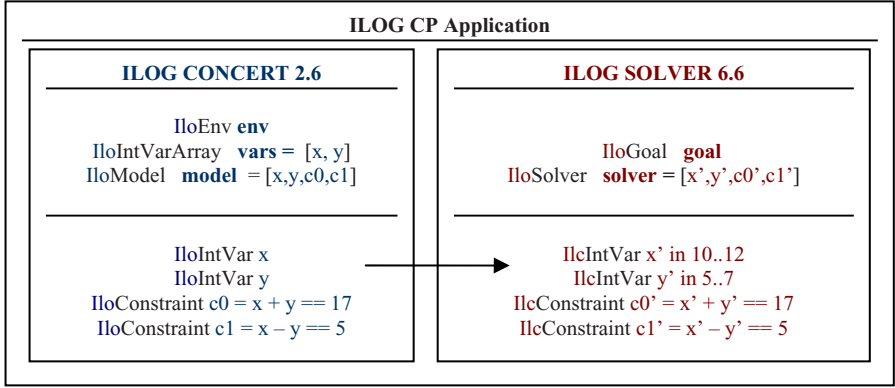 ILOG CP Application
ILOG CONCERT 2.6
IloEnv env
IloIntVarArray vars = [x, y]
IloModel model = [x,y,c0,c1]
IloIntVar x
IloIntVar y
IloConstraint c0 = x + y == 17
IloConstraint c1 = x – y == 5
ILOG SOLVER 6.6
IloGoal goal
IloSolver solver = [x’,y’,c0’,c1’]
IlcIntVar x’ in 10..12
IlcIntVar y’ in 5..7
IlcConstraint c0’ = x’ + y’ == 17
IlcConstraint c1’ = x’ – y’ == 5